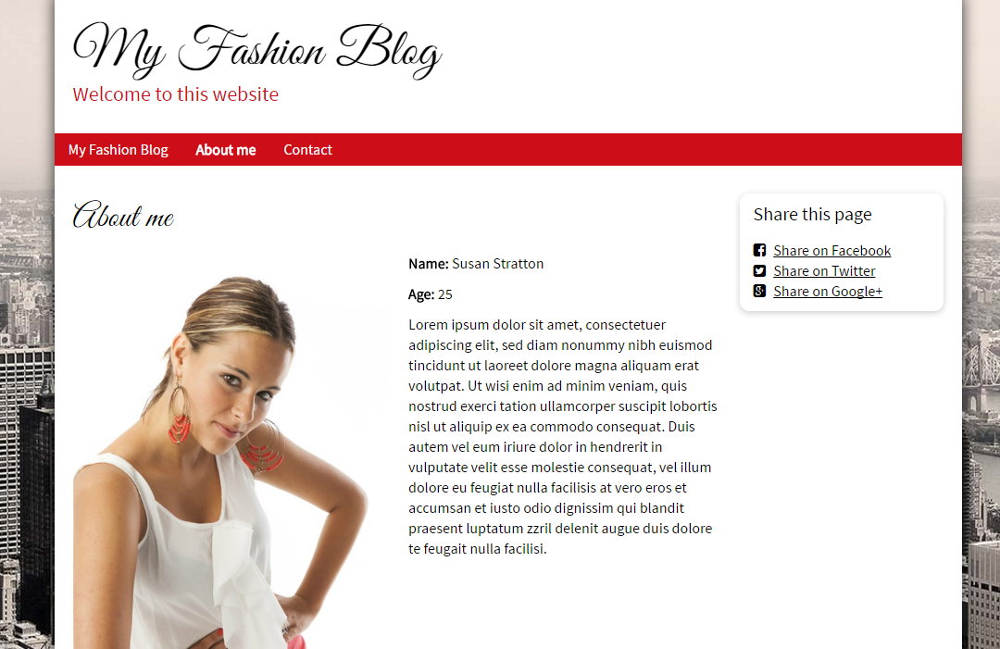 My Fashion Blog
Welcome to this website
My Fashion Blog About me Contact
About me
Name: Susan Stratton
Age: 25
Lorem ipsum dolor sit amet, consectetuer
adipiscing elit, sed diam nonummy nibh euismod
tincidunt ut laoreet dolore magna aliquam erat
volutpat. Ut wisi enim ad minim veniam, quis
nostrud exerci tation ullamcorper suscipit lobortis
nisl ut aliquip ex ea commodo consequat. Duis
autem vel eum iriure dolor in hendrerit in
vulputate velit esse molestie consequat, vel illum
dolore eu feugiat nulla facilisis at vero eros et
accumsan et iusto odio dignissim qui blandit
praesent luptatum zzril delenit augue duis dolore
te feugait nulla facilisi.
Share this page
Share on Facebook
Share on Twitter
Share on Google+